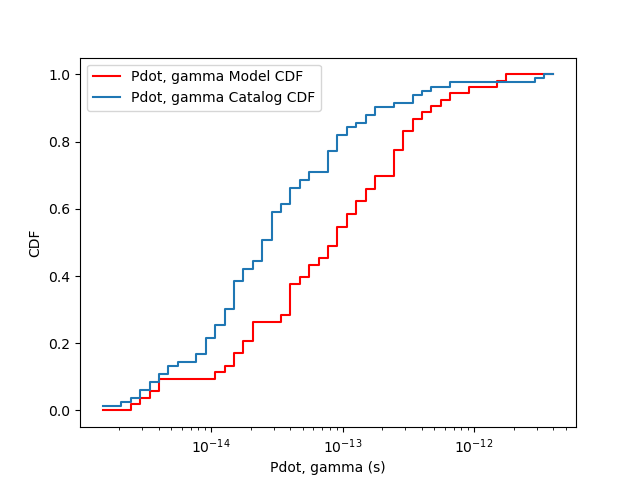 Pdot, gamma Model CDF
Pdot, gamma Catalog CDF
1.0
0.8
0.6
0.4
0.2
0.0
CDF
10⁻¹⁴
10⁻¹³
10⁻¹²
Pdot, gamma (s)